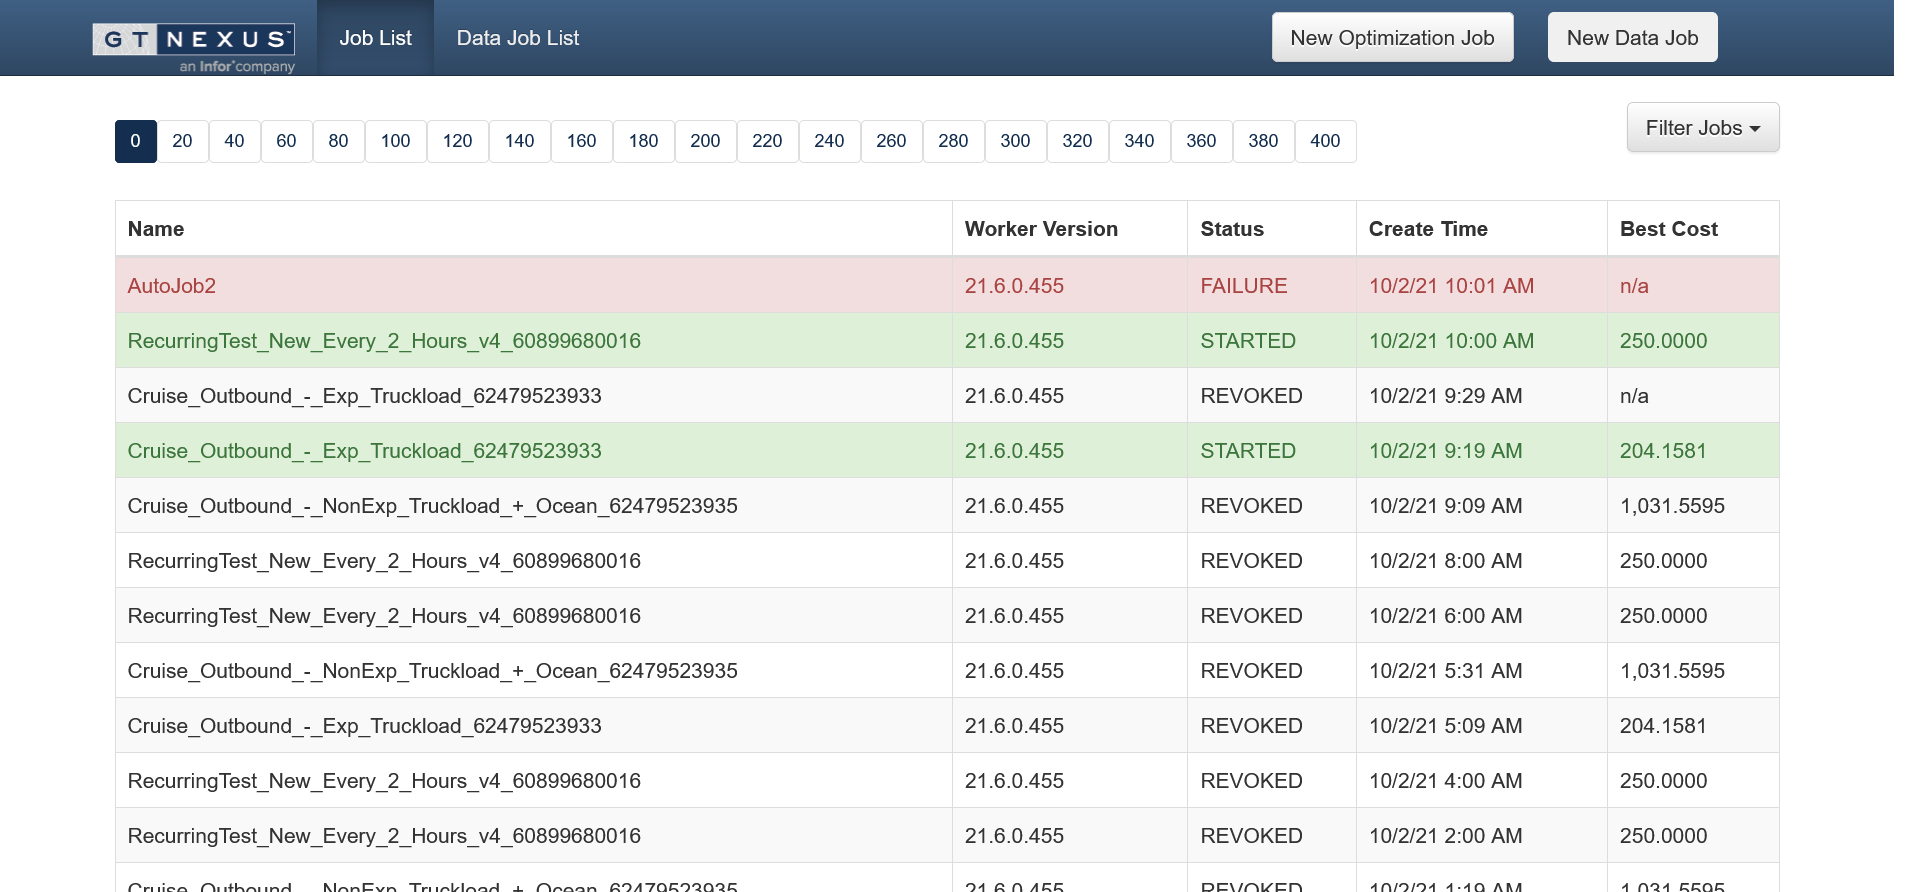 GT NEXUS Job List Data Job List New Optimization Job New Data Job
an Infor company
0 20 40 60 80 100 120 140 160 180 200 220 240 260 280 300 320 340 360 380 400 Filter Jobs
Name Worker Version Status Create Time Best Cost
AutoJob2 21.6.0.455 FAILURE 10/2/21 10:01 AM n/a
RecurringTest_New_Every_2_Hours_v4_60899680016 21.6.0.455 STARTED 10/2/21 10:00 AM 250.0000
Cruise_Outbound_-_Exp_Truckload_62479523933 21.6.0.455 REVOKED 10/2/21 9:29 AM n/a
Cruise_Outbound_-_Exp_Truckload_62479523933 21.6.0.455 STARTED 10/2/21 9:19 AM 204.1581
Cruise_Outbound_-_NonExp_Truckload_+_Ocean_62479523935 21.6.0.455 REVOKED 10/2/21 9:09 AM 1,031.5595
RecurringTest_New_Every_2_Hours_v4_60899680016 21.6.0.455 REVOKED 10/2/21 8:00 AM 250.0000
RecurringTest_New_Every_2_Hours_v4_60899680016 21.6.0.455 REVOKED 10/2/21 6:00 AM 250.0000
Cruise_Outbound_-_NonExp_Truckload_+_Ocean_62479523935 21.6.0.455 REVOKED 10/2/21 5:31 AM 1,031.5595
Cruise_Outbound_-_Exp_Truckload_62479523933 21.6.0.455 REVOKED 10/2/21 5:09 AM 204.1581
RecurringTest_New_Every_2_Hours_v4_60899680016 21.6.0.455 REVOKED 10/2/21 4:00 AM 250.0000
RecurringTest_New_Every_2_Hours_v4_60899680016 21.6.0.455 REVOKED 10/2/21 2:00 AM 250.0000
Cruise_Outbound_-_NonExp_Truckload_+_Ocean_62479523935 21.6.0.455 REVOKED 10/2/21 1:19 AM 1,031.5595